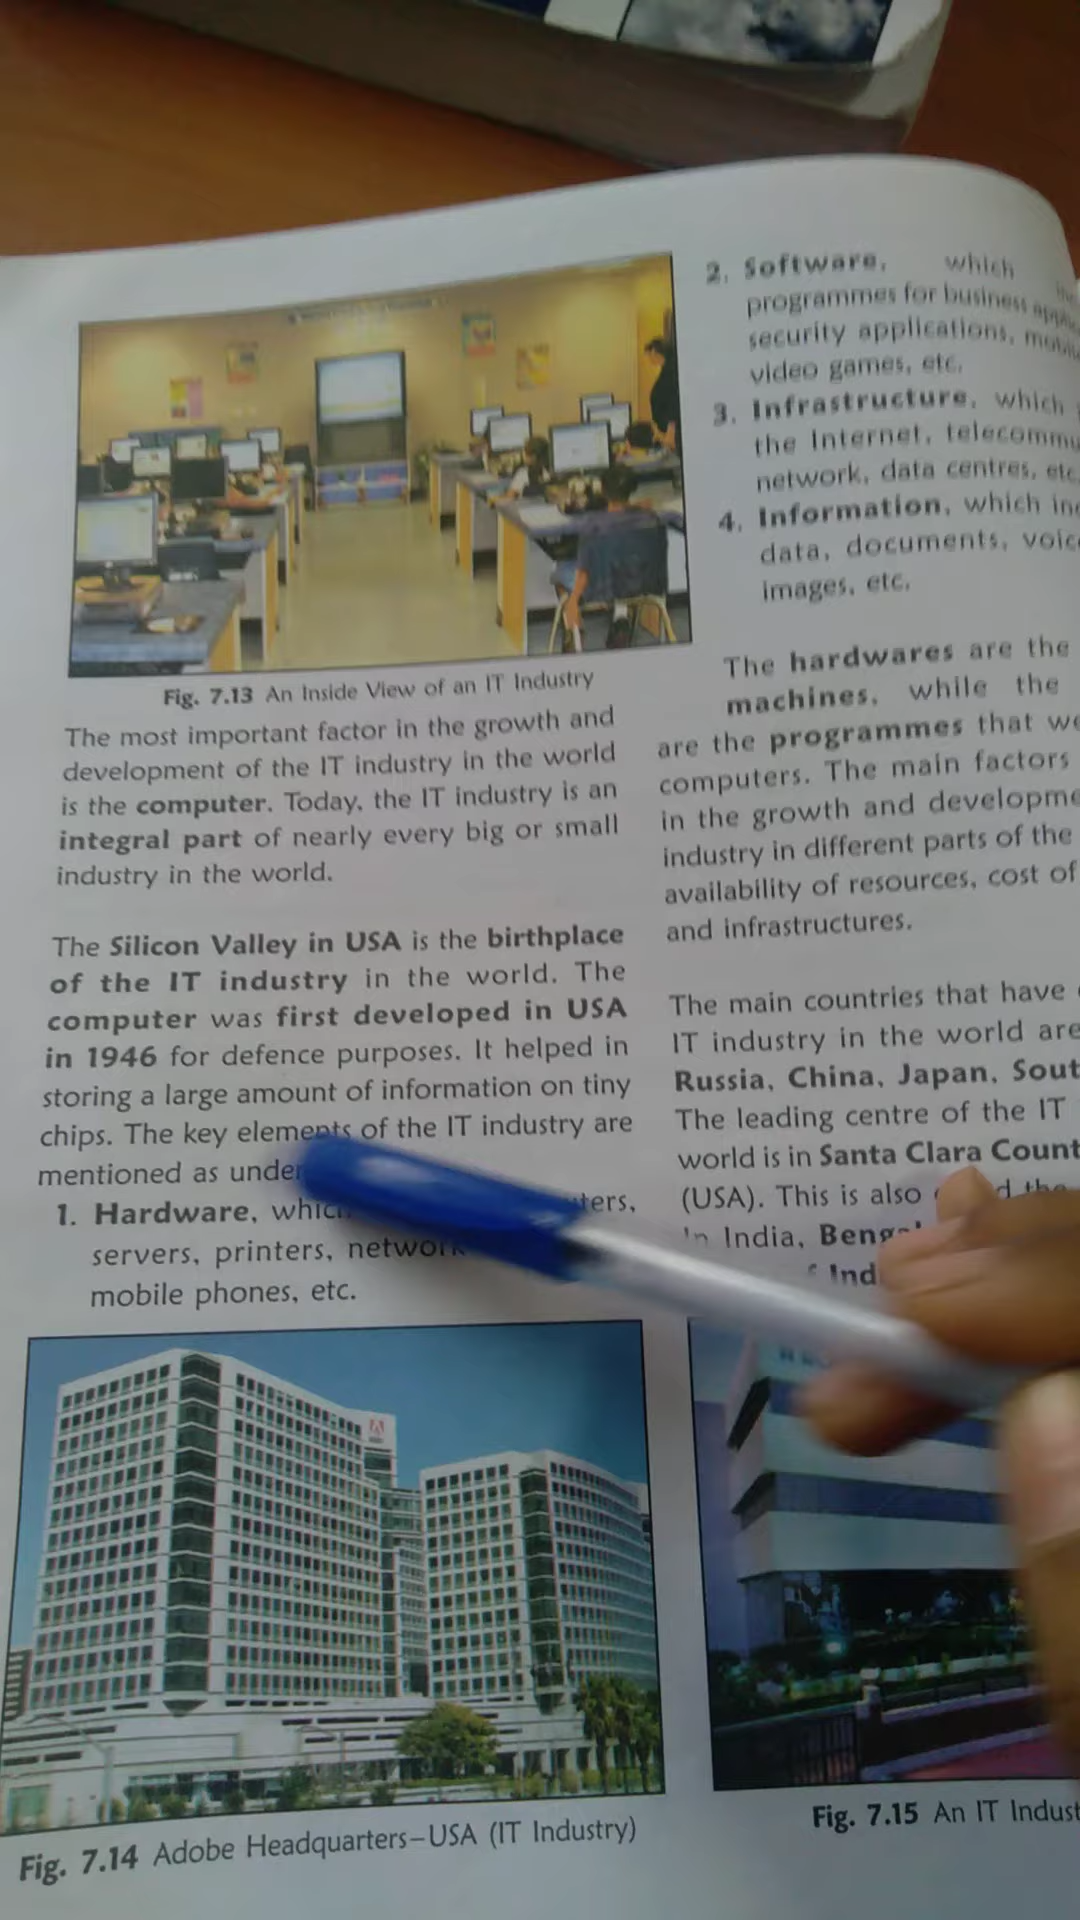 Fig. 7.13 An Inside View of an IT Industry
The most important factor in the growth and
development of the IT industry in the world
is the computer. Today, the IT industry is an
integral part of nearly every big or small
industry in the world.
The Silicon Valley in USA is the birthplace
of the IT industry in the world. The
computer was first developed in USA
in 1946 for defence purposes. It helped in
storing a large amount of information on tiny
chips. The key elements of the IT industry are
mentioned as under
1. Hardware, which
servers, printers, network
mobile phones, etc.
Fig. 7.14 Adobe Headquarters–USA (IT Industry)
2. Software, which
programmes for business
security applications,
video games, etc.
3. Infrastructure, which
the Internet,
network, data centres, etc.
4. Information, which
data, documents,
images, etc.
The hardwares are the
machines, while the
are the programmes that
computers. The main factors
in the growth and
industry in different parts of the
availability of resources, cost of
and infrastructures.
The main countries that have
IT industry in the world are
Russia, China, Japan,
The leading centre of the IT
world is in Santa Clara
(USA). This is also
In India,
Fig. 7.15 An IT